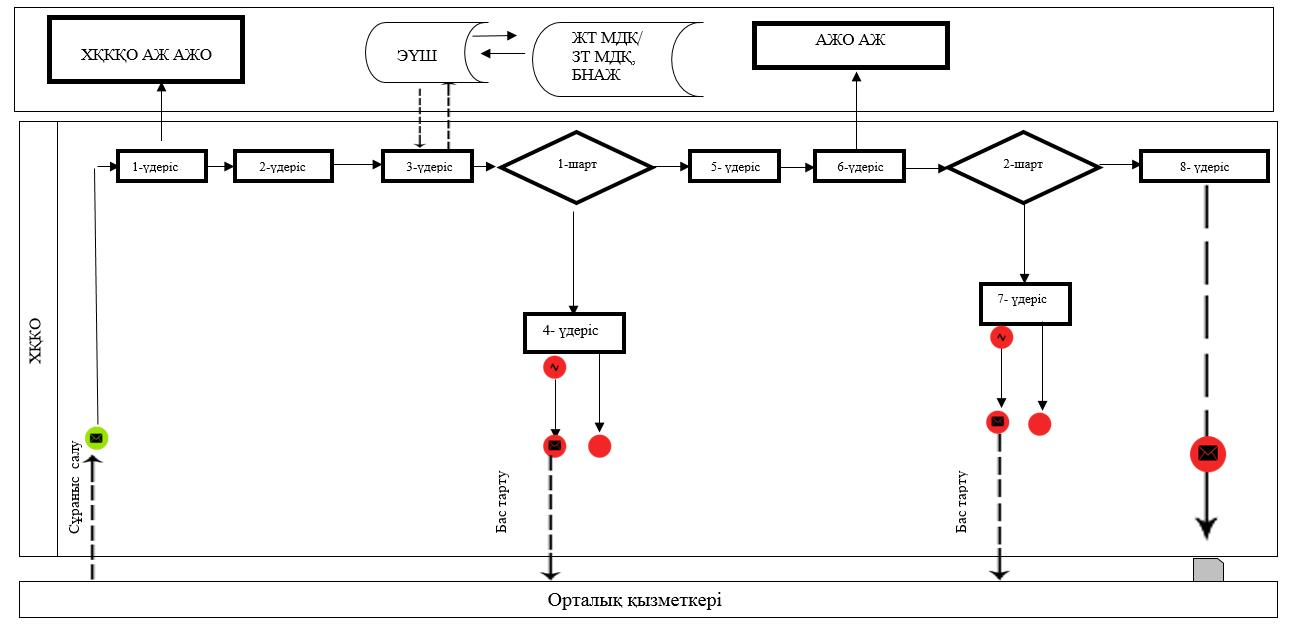 ХҚҚҚО АЖ АЖО
ЭҮШ
ЖТ МДҚ/
ЗТ МДҚ,
БНАЖ
АЖО АЖ
1-үдеріс
2-үдеріс
3-үдеріс
1-шарт
5- үдеріс
6-үдеріс
2-шарт
8- үдеріс
4- үдеріс
7- үдеріс
ХҚКО
Сұраныс салу
Бас тарту
Бас тарту
Орталық қызметкері